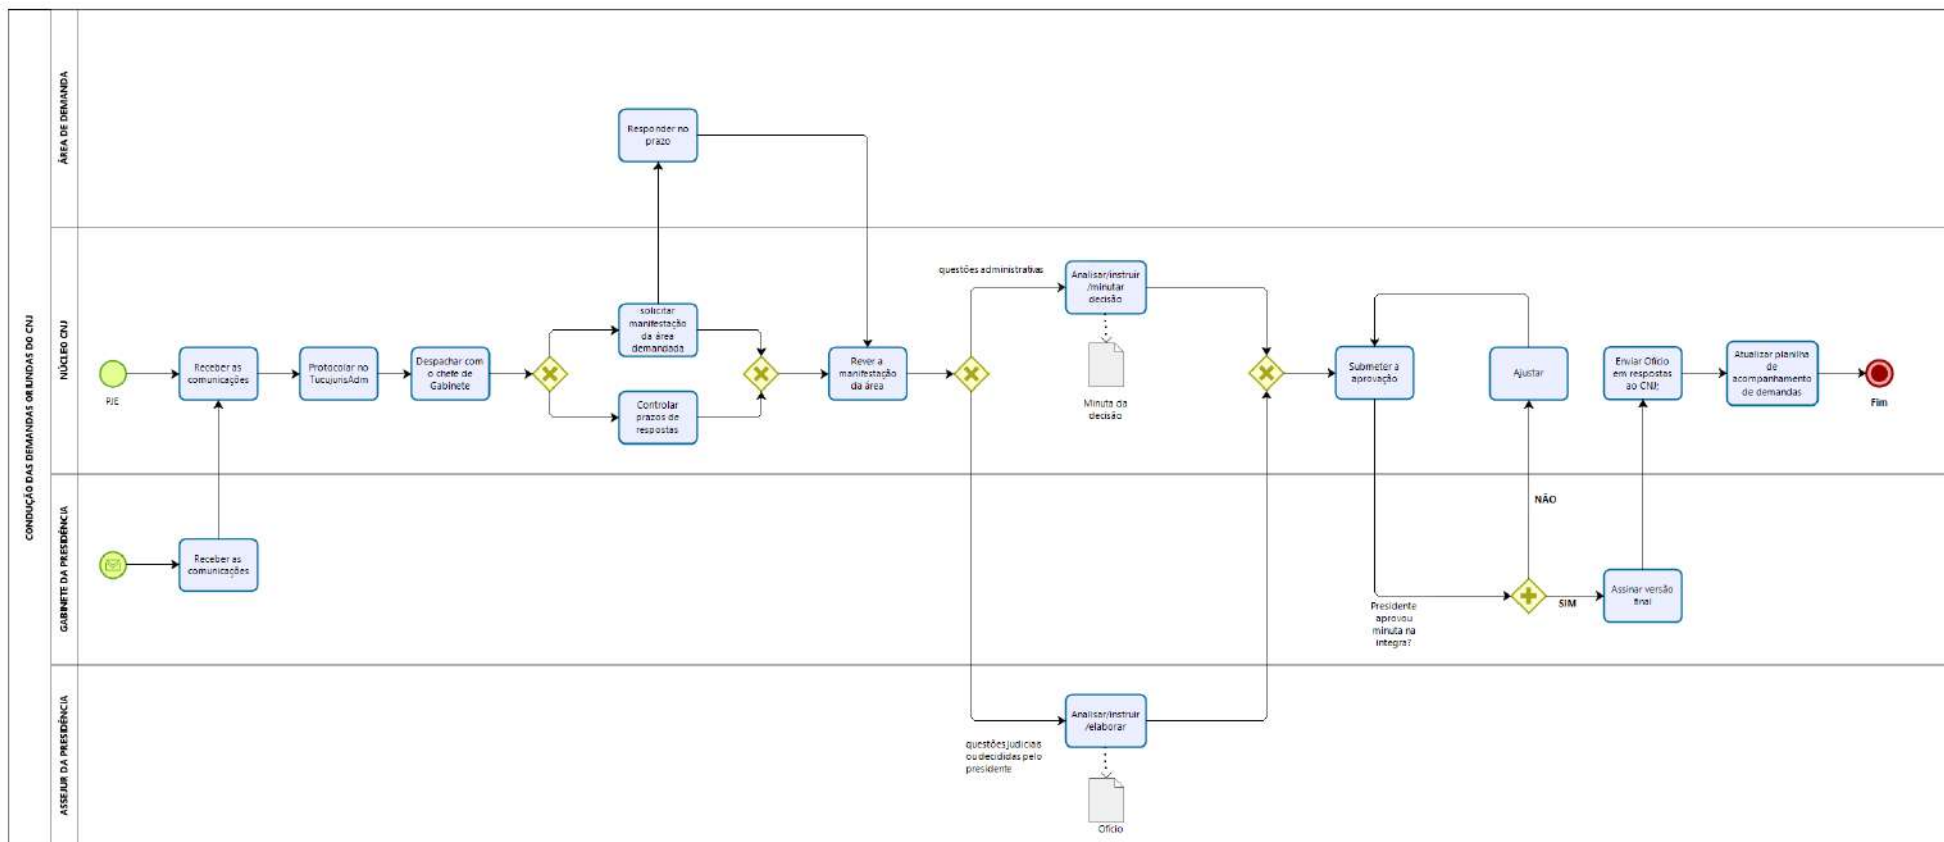 CONDUÇÃO DAS DEMANDAS ORIUNDAS DO CNJ
ÁREA DE DEMANDA
Responder no
prazo
NÚCLEO CNJ
PJE
Receber as
comunicações
Protocolar no
TucujurisAdm
Despachar com
o chefe de
Gabinete
solicitar
manifestação
da área
demandada
Controlar
prazos de
respostas
Rever a
manifestação
da área
questões administrativas
Analisar/instruir
/minutar
decisão
Minuta da
decisão
Submeter a
aprovação
Ajustar
Enviar Ofício
em respostas
ao CNJ;
Atualizar planilha
de
acompanhamento
de demandas
Fim
GABINETE DA PRESIDÊNCIA
Receber as
comunicações
Presidente
aprovou
minuta na
íntegra?
NÃO
SIM
Assinar versão
final
ASSEJUR DA PRESIDÊNCIA
questões judiciais
ou decididas pelo
presidente
Analisar/instruir
/elaborar
Ofício